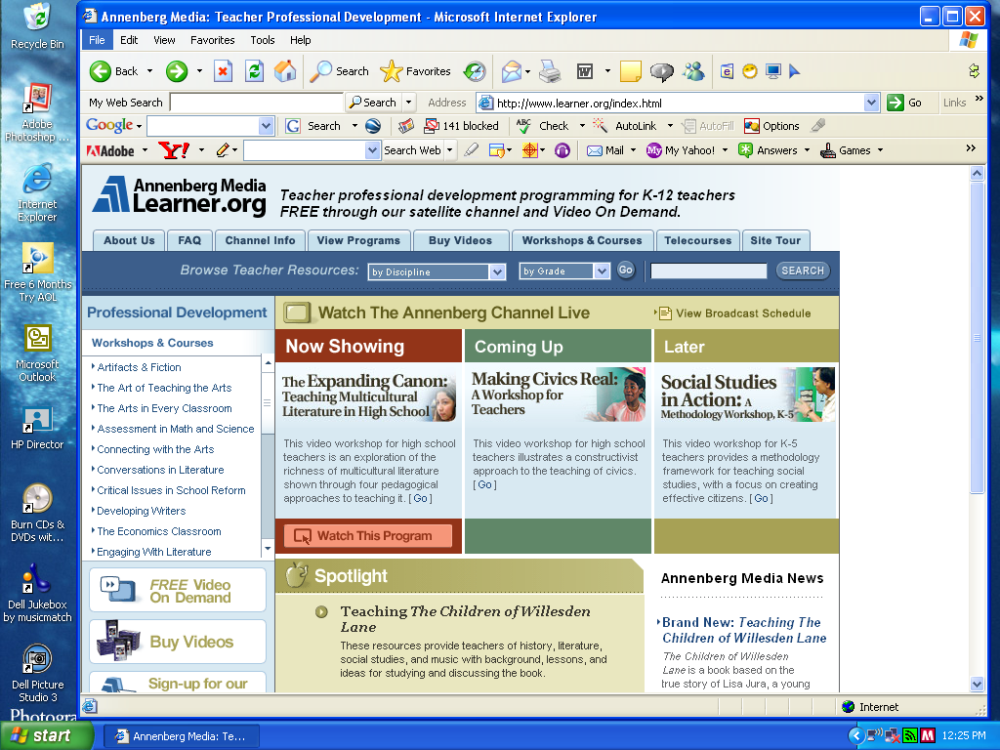 Annenberg Media: Teacher Professional Development - Microsoft Internet Explorer
Recycle Bin
Adobe
Photoshop ...
Internet
Explorer
Free 6 Months
Try AOL
Microsoft
Outlook
HP Director
Burn CDs &
DVDs wit...
Dell Jukebox
by musicmatch
Dell Picture
Studio 3
Photogra
File Edit View Favorites Tools Help
Back Search Favorites
My Web Search Search Address http://www.learner.org/index.html Go Links »
Google Search 141 blocked ABC Check AutoLink AutoFill Options
Adobe Y! Search Web Mail My Yahoo! Answers Games »
Annenberg Media
Learner.org
Teacher professional development programming for K-12 teachers
FREE through our satellite channel and Video On Demand.
About Us FAQ Channel Info View Programs Buy Videos Workshops & Courses Telecourses Site Tour
Browse Teacher Resources: by Discipline by Grade Go SEARCH
Professional Development
Workshops & Courses
Artifacts & Fiction
The Art of Teaching the Arts
The Arts in Every Classroom
Assessment in Math and Science
Connecting with the Arts
Conversations in Literature
Critical Issues in School Reform
Developing Writers
The Economics Classroom
Engaging With Literature
FREE Video
On Demand
Buy Videos
Sign-up for our
Watch The Annenberg Channel Live
View Broadcast Schedule
Now Showing
The Expanding Canon:
Teaching Multicultural
Literature in High School
This video workshop for high school
teachers is an exploration of the
richness of multicultural literature
shown through four pedagogical
approaches to teaching it. [ Go ]
Watch This Program
Coming Up
Making Civics Real:
A Workshop for
Teachers
This video workshop for high school
teachers illustrates a constructivist
approach to the teaching of civics.
[ Go ]
Later
Social Studies
in Action: A
Methodology Workshop, K-5
This video workshop for K-5
teachers provides a methodology
framework for teaching social
studies, with a focus on creating
effective citizens. [ Go ]
Spotlight
Teaching The Children of Willesden
Lane
These resources provide teachers of history, literature,
social studies, and music with background, lessons, and
ideas for studying and discussing the book.
Annenberg Media News
Brand New: Teaching The
Children of Willesden Lane
The Children of Willesden
Lane is a book based on the
true story of Lisa Jura, a young
Internet
start Annenberg Media: Te... 12:25 PM